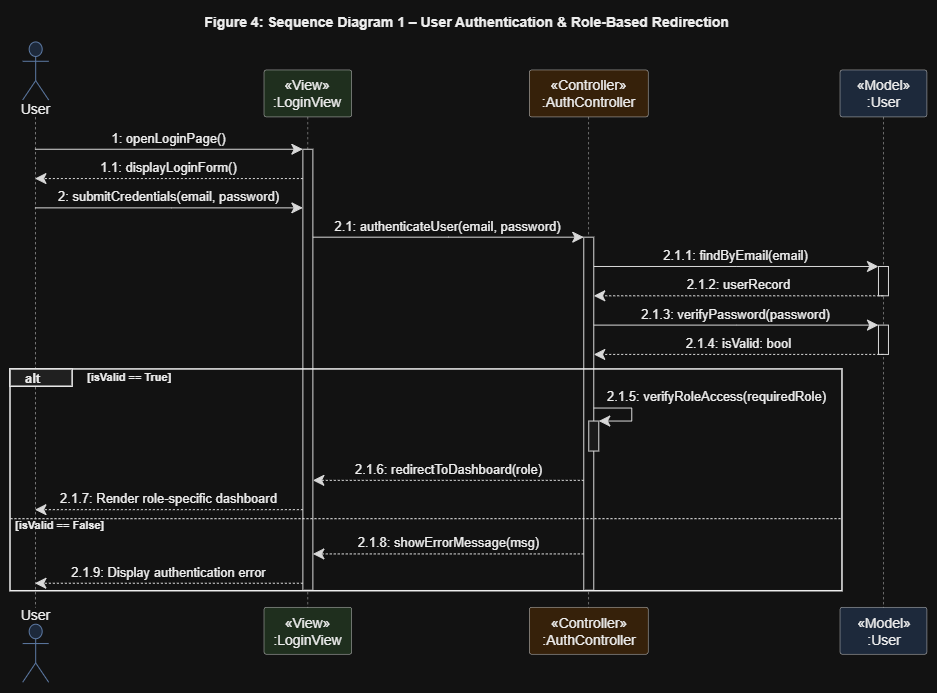 Figure 4: Sequence Diagram 1 – User Authentication & Role-Based Redirection
User
«View»
:LoginView
«Controller»
:AuthController
«Model»
:User
1: openLoginPage()
1.1: displayLoginForm()
2: submitCredentials(email, password)
2.1: authenticateUser(email, password)
2.1.1: findByEmail(email)
2.1.2: userRecord
2.1.3: verifyPassword(password)
2.1.4: isValid: bool
alt
[isValid == True]
2.1.5: verifyRoleAccess(requiredRole)
2.1.6: redirectToDashboard(role)
2.1.7: Render role-specific dashboard
[isValid == False]
2.1.8: showErrorMessage(msg)
2.1.9: Display authentication error
User
«View»
:LoginView
«Controller»
:AuthController
«Model»
:User